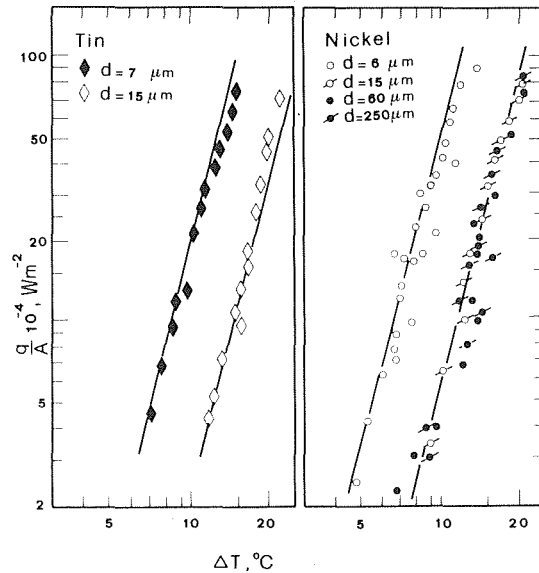 Tin
d = 7 μm
d = 15 μm
Nickel
d = 6 μm
d = 15 μm
d = 60 μm
d = 250 μm
100
50
20
10
5
2
q/A 10⁻⁴, Wm⁻²
5 10 20
5 10 20
ΔT, °C